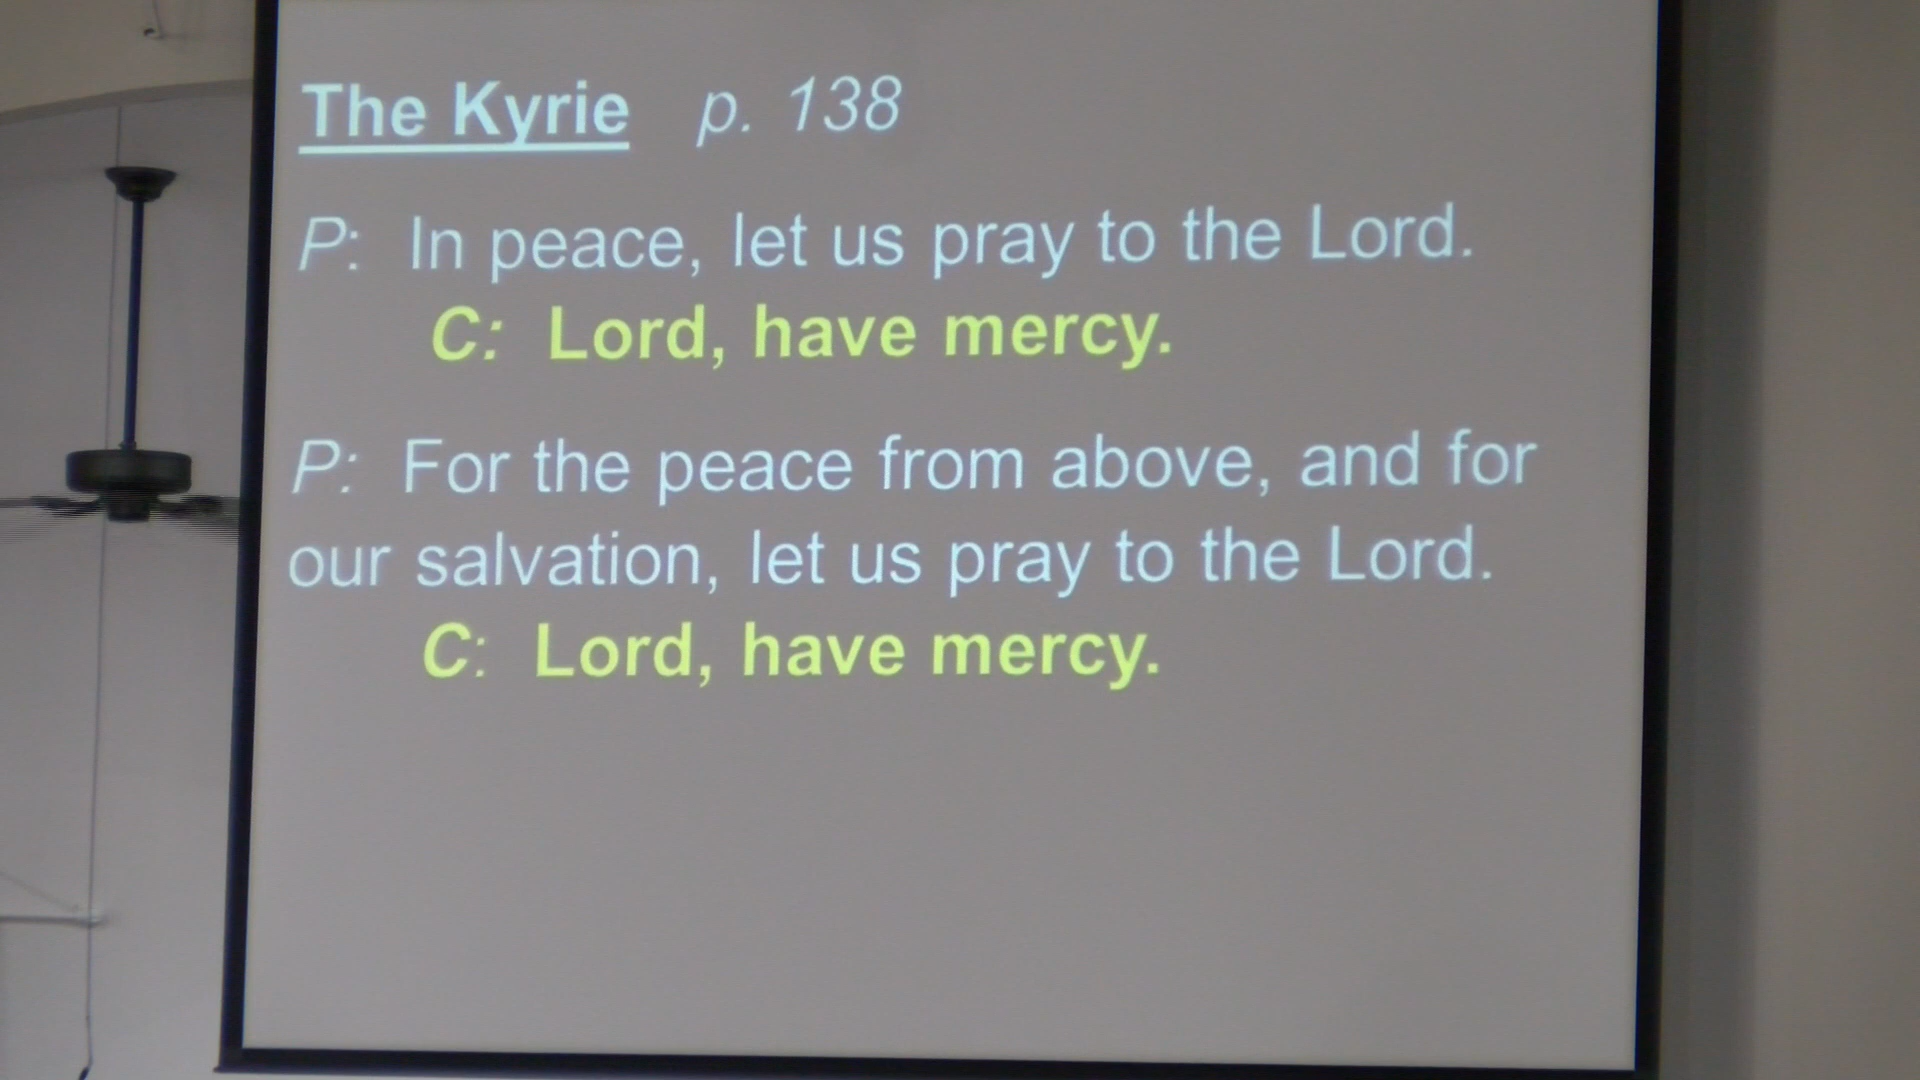 The Kyrie p. 138
P: In peace, let us pray to the Lord.
C: Lord, have mercy.
P: For the peace from above, and for
our salvation, let us pray to the Lord.
C: Lord, have mercy.